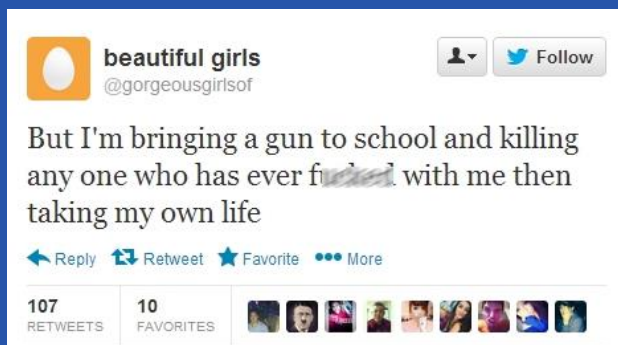 beautiful girls
Follow
@gorgeousgirlsof
But I'm bringing a gun to school and killing
any one who has ever with me then
taking my own life
Reply Retweet Favorite More
107
RETWEETS
10
FAVORITES